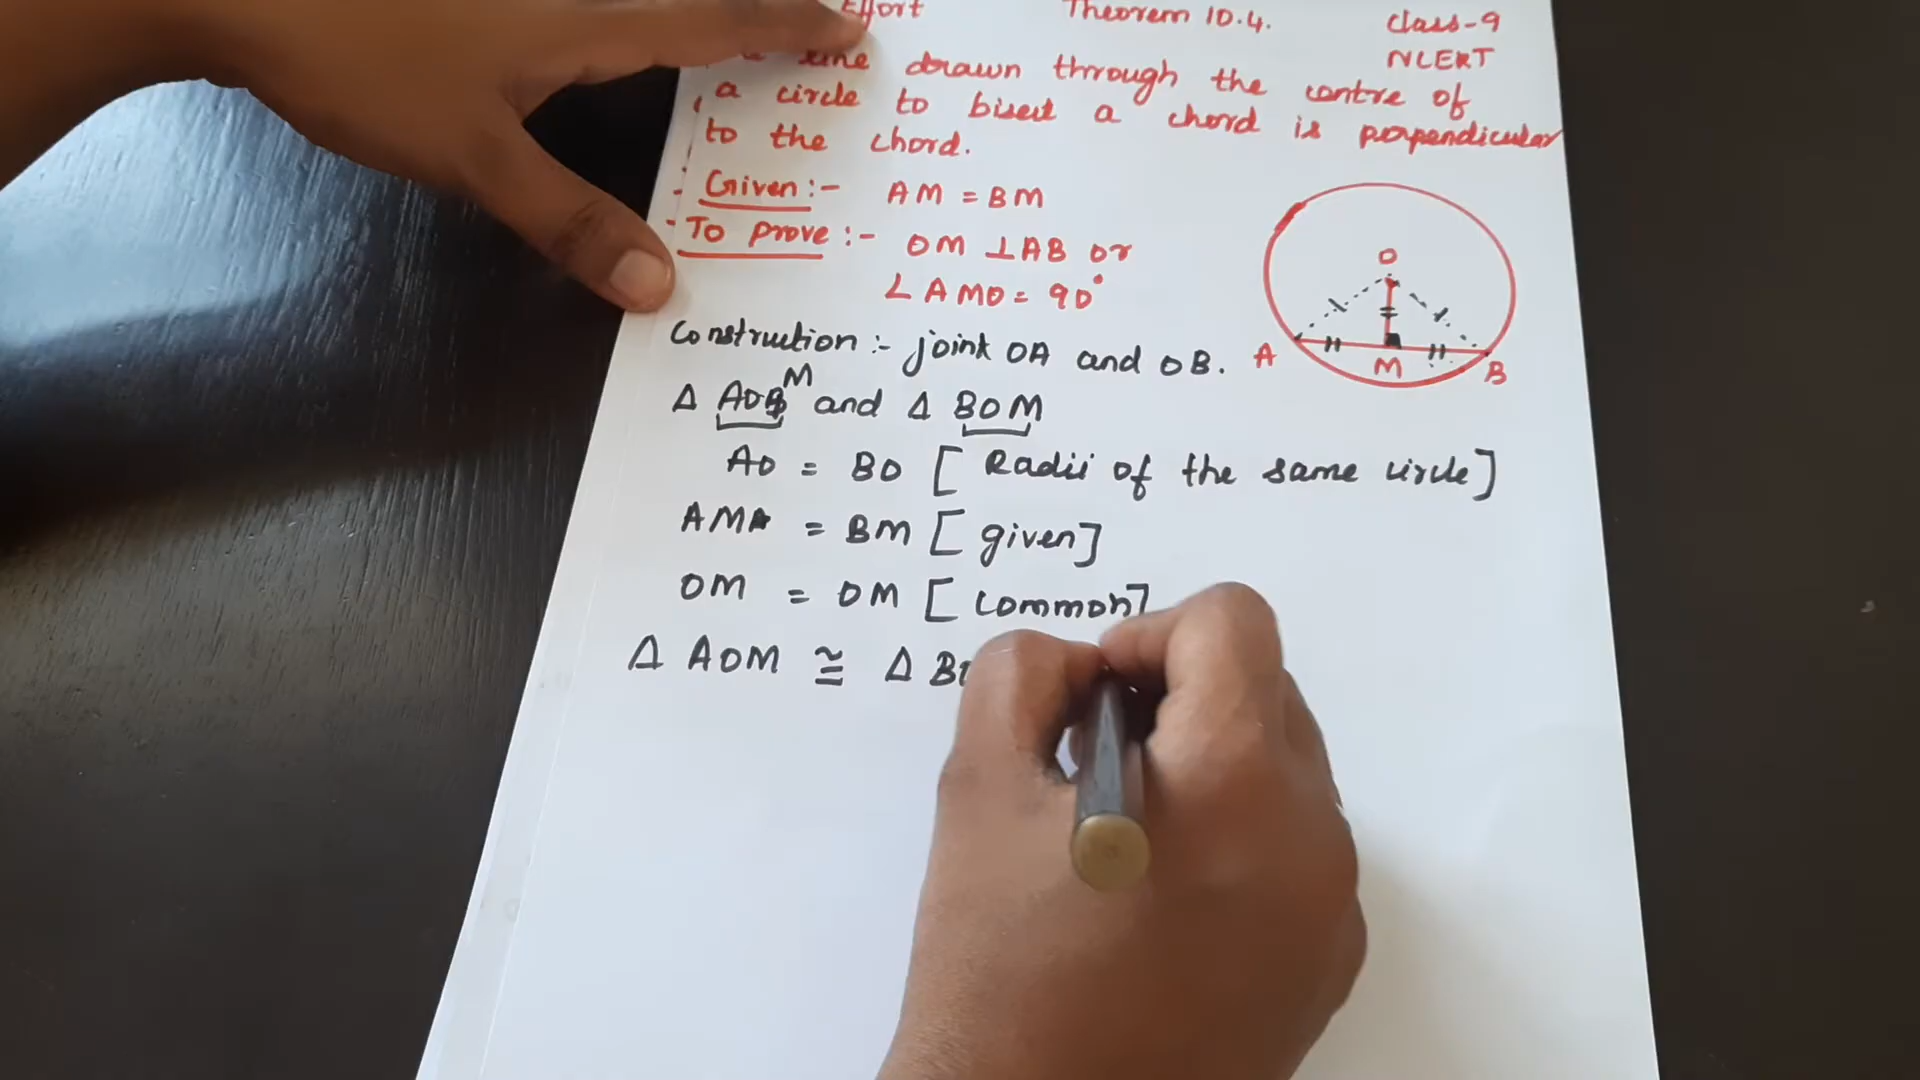 Effort Theorem 10.4. Class-9
NCERT
line drawn through the centre of
a circle to bisect a chord is perpendicular
to the chord.
Given :- AM = BM
To prove :- OM ⊥ AB or
∠AMO = 90°
Construction :- joint OA and OB.
O
A M B
Δ AOM and Δ BOM
AO = BO [ Radii of the same circle]
AM = BM [ given]
OM = OM [ common]
Δ AOM ≅ Δ